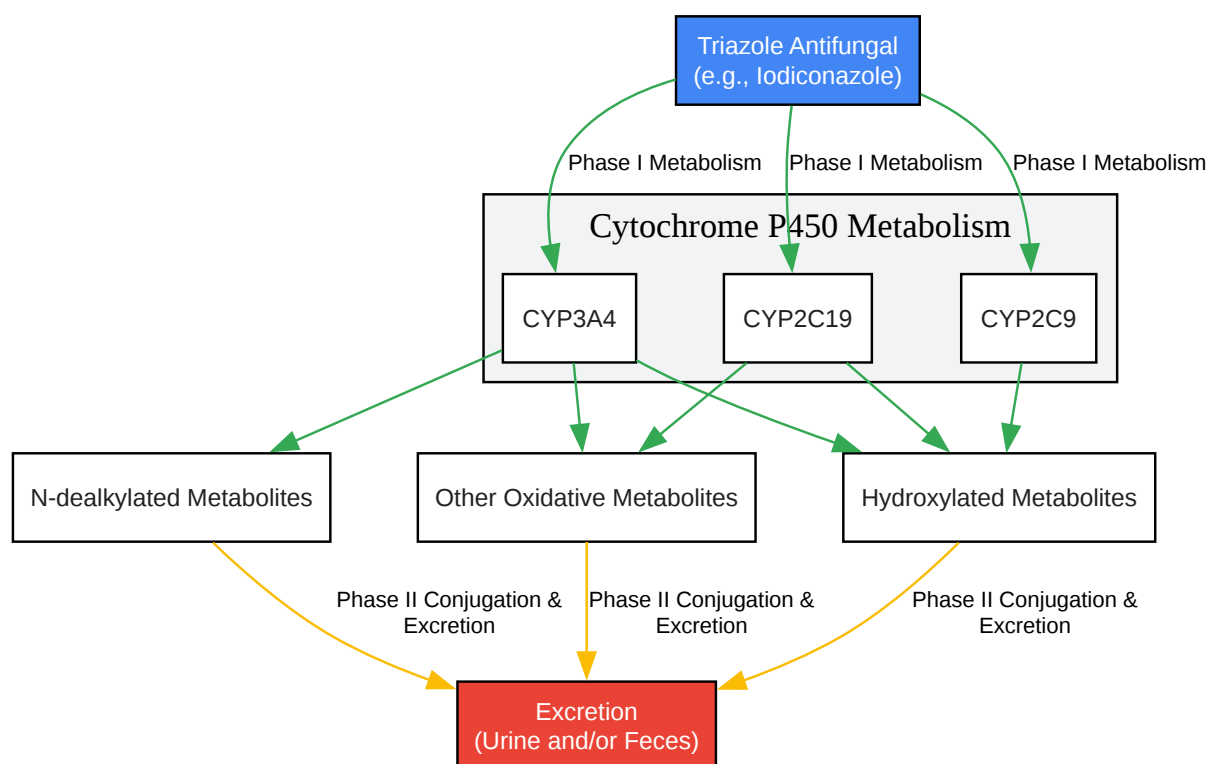 Triazole Antifungal
(e.g., Iodiconazole)
Phase I Metabolism
Phase I Metabolism
Phase I Metabolism
Cytochrome P450 Metabolism
CYP3A4
CYP2C19
CYP2C9
N-dealkylated Metabolites
Other Oxidative Metabolites
Hydroxylated Metabolites
Phase II Conjugation &
Excretion
Phase II Conjugation &
Excretion
Phase II Conjugation &
Excretion
Excretion
(Urine and/or Feces)